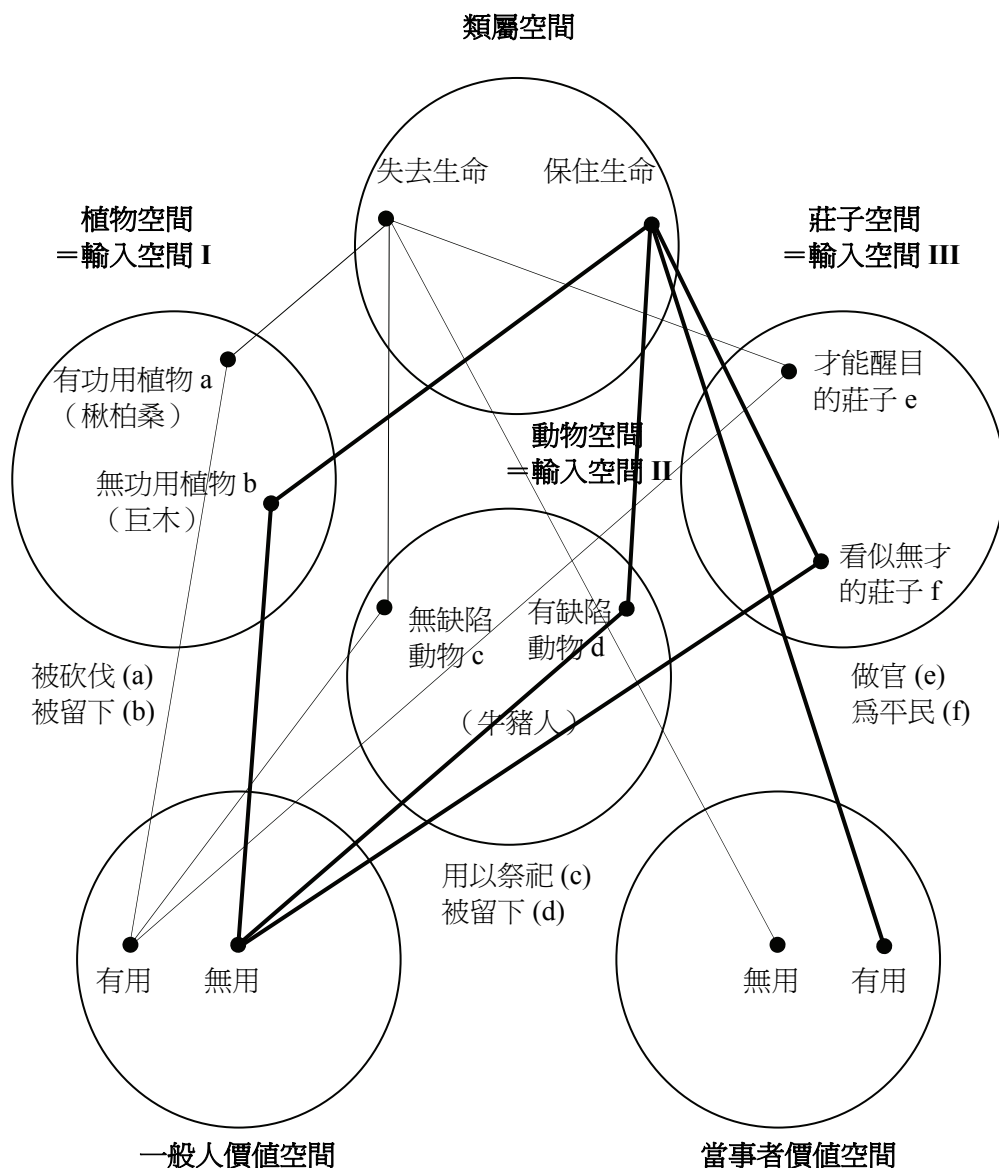 類屬空間
失去生命
保住生命
植物空間
＝輸入空間 I
莊子空間
＝輸入空間 III
有功用植物 a
（楸柏桑）
才能醒目
的莊子 e
動物空間
＝輸入空間 II
無功用植物 b
（巨木）
看似無才
的莊子 f
無缺陷
動物 c
有缺陷
動物 d
（牛豬人）
被砍伐 (a)
被留下 (b)
做官 (e)
爲平民 (f)
用以祭祀 (c)
被留下 (d)
有用
無用
無用
有用
一般人價值空間
當事者價值空間